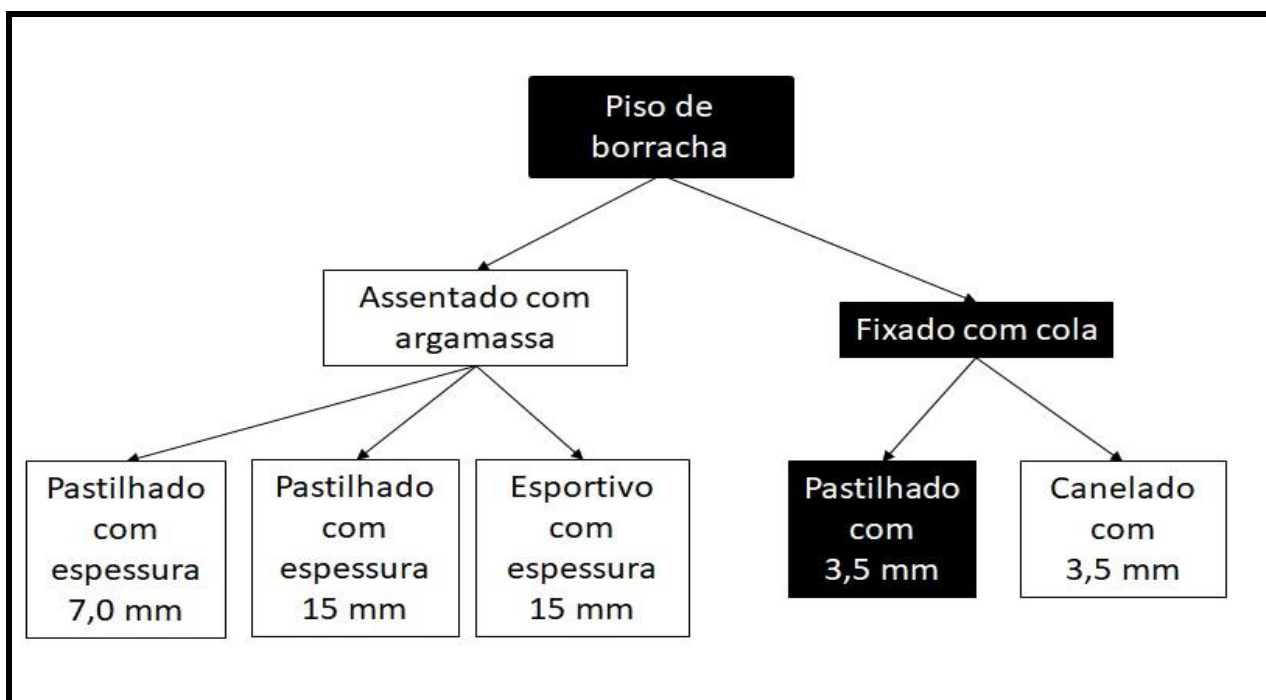 Piso de
borracha
Assentado com
argamassa
Fixado com cola
Pastilhado
com
espessura
7,0 mm
Pastilhado
com
espessura
15 mm
Esportivo
com
espessura
15 mm
Pastilhado
com
3,5 mm
Canelado
com
3,5 mm